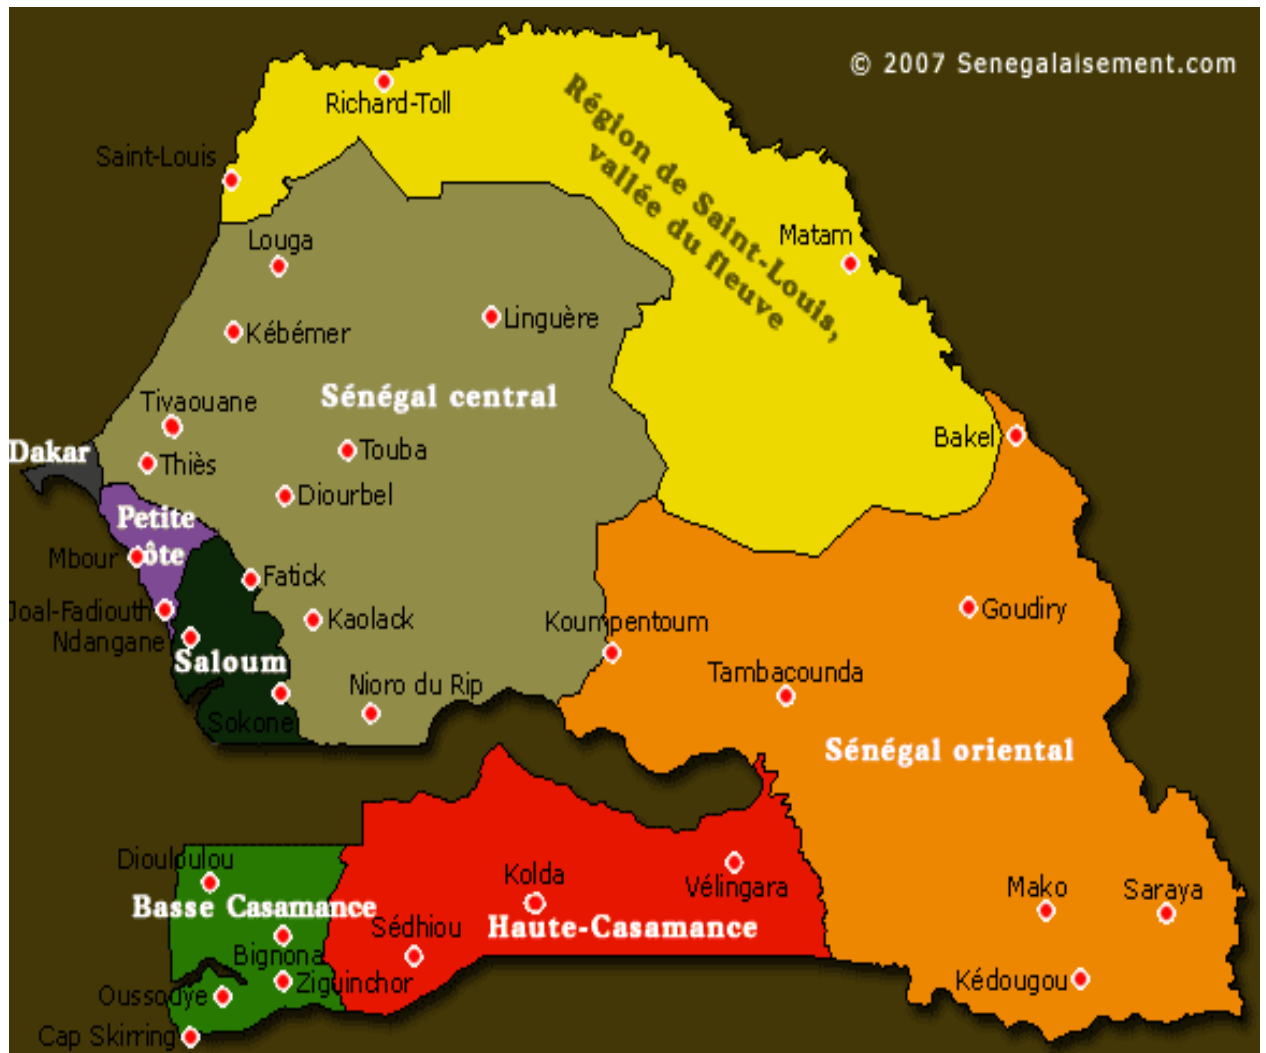 © 2007 Senegalaisement.com
Richard-Toll
Région de Saint-Louis,
vallée du fleuve
Saint-Louis
Matam
Louga
Linguère
Kébémer
Sénégal central
Tivaouane
Bakel
Dakar
Touba
Thiès
Diourbel
Petite
côte
Mbour
Fatick
Joal-Fadiouth
Goudiry
Kaolack
Koumpentoum
Ndangane
Saloum
Tambacounda
Nioro du Rip
Sokone
Sénégal oriental
Diouloulou
Kolda
Vélingara
Mako
Saraya
Basse Casamance
Sédhiou
Haute-Casamance
Bignona
Ziguinchor
Kédougou
Oussouye
Cap Skirring